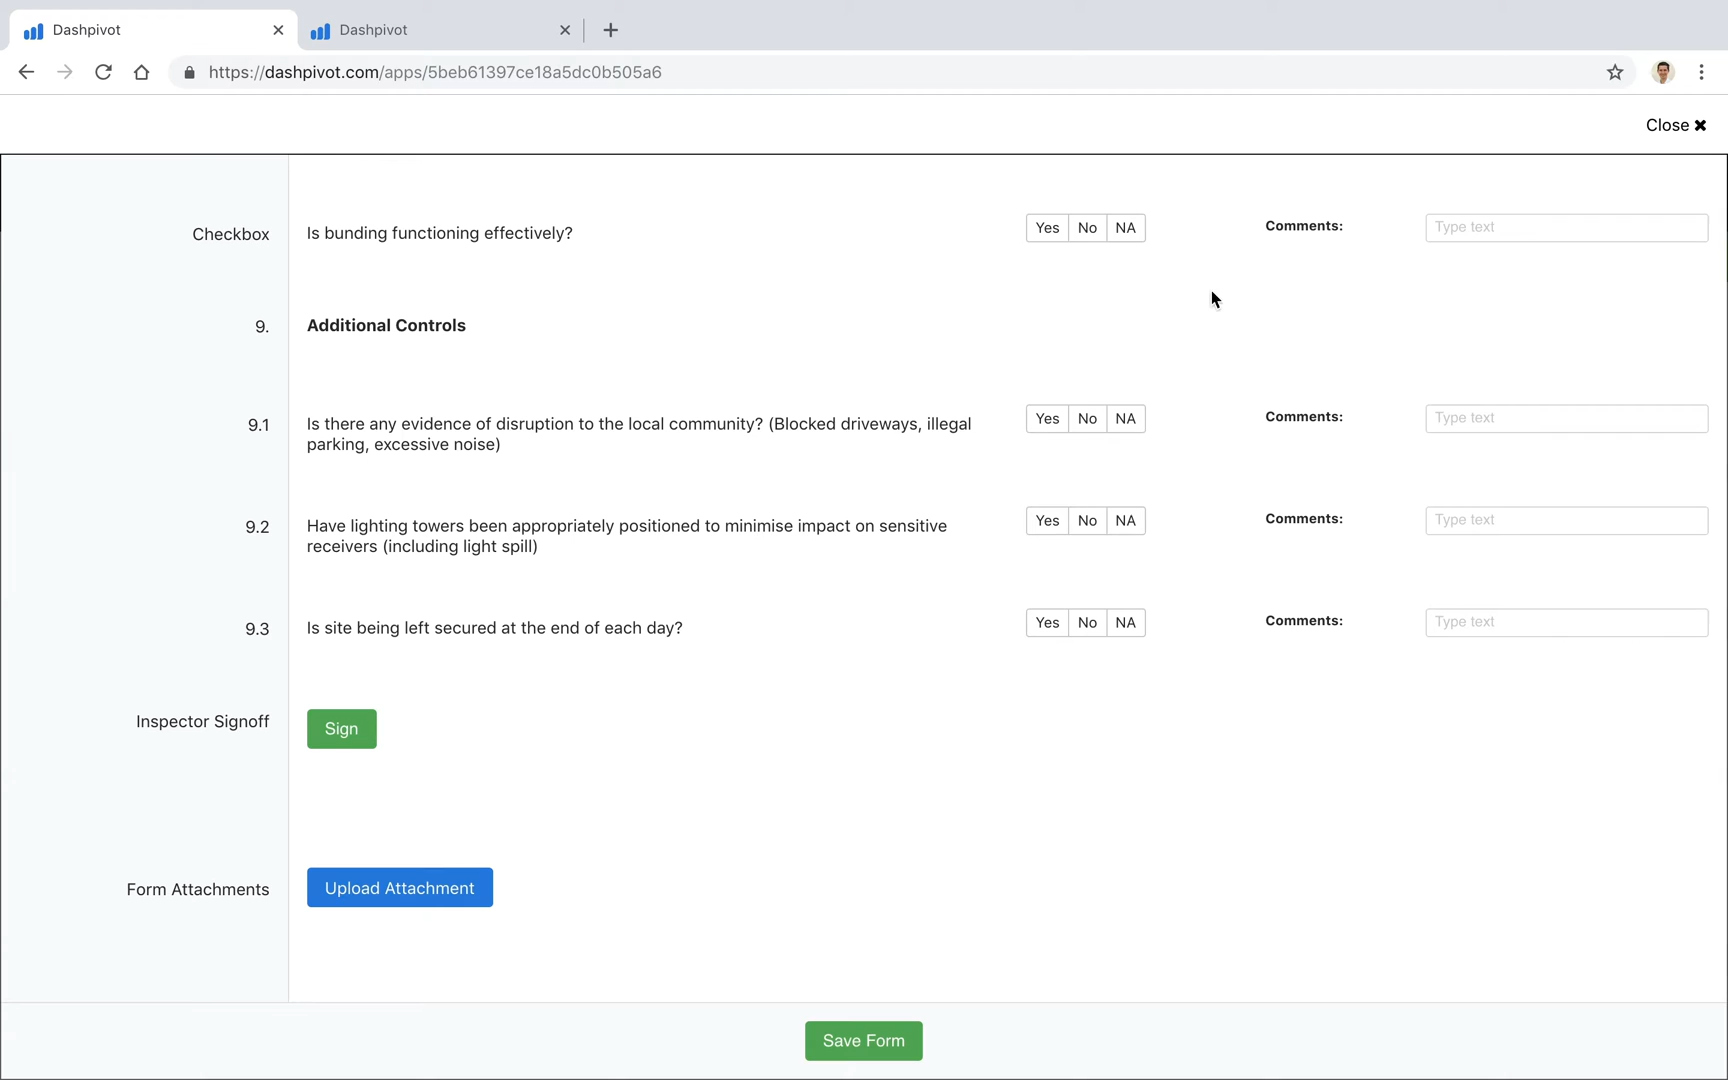 Dashpivot
Dashpivot
https://dashpivot.com/apps/5beb61397ce18a5dc0b505a6
Close
Checkbox Is bunding functioning effectively? Yes No NA Comments: Type text
9. Additional Controls
9.1 Is there any evidence of disruption to the local community? (Blocked driveways, illegal Yes No NA Comments: Type text
parking, excessive noise)
9.2 Have lighting towers been appropriately positioned to minimise impact on sensitive Yes No NA Comments: Type text
receivers (including light spill)
9.3 Is site being left secured at the end of each day? Yes No NA Comments: Type text
Inspector Signoff Sign
Form Attachments Upload Attachment
Save Form